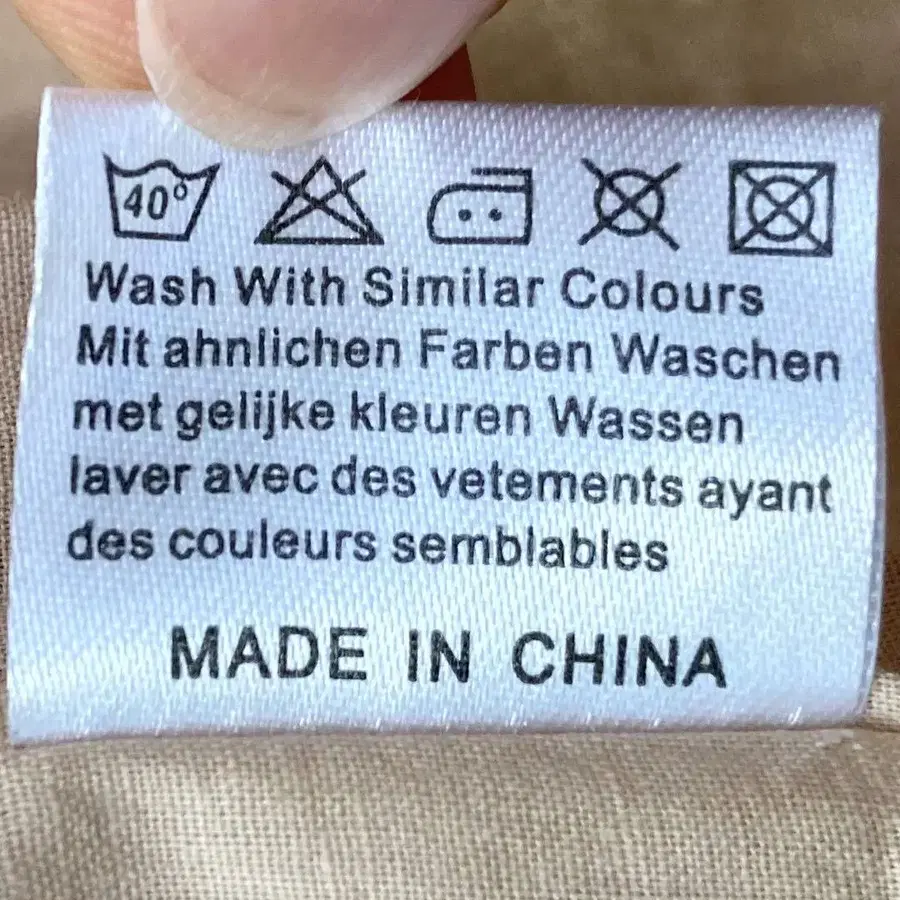 40°
Wash With Similar Colours
Mit ahnlichen Farben Waschen
met gelijke kleuren Wassen
laver avec des vetements ayant
des couleurs semblables
MADE IN CHINA